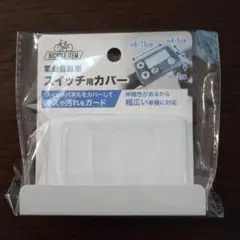 BICYCLE ITEM
電動自転車
スイッチ用カバー
スイッチパネルをカバーして
キズや汚れをガード
伸縮性があるから
幅広い車種に対応